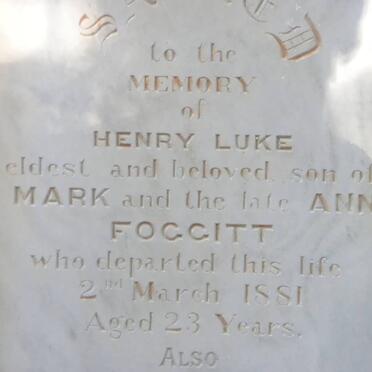 SACRED
to the
MEMORY
of
HENRY LUKE
eldest and beloved son of
MARK and the late ANN
FOGGITT
who departed this life
2nd March 1881
Aged 23 Years.
ALSO